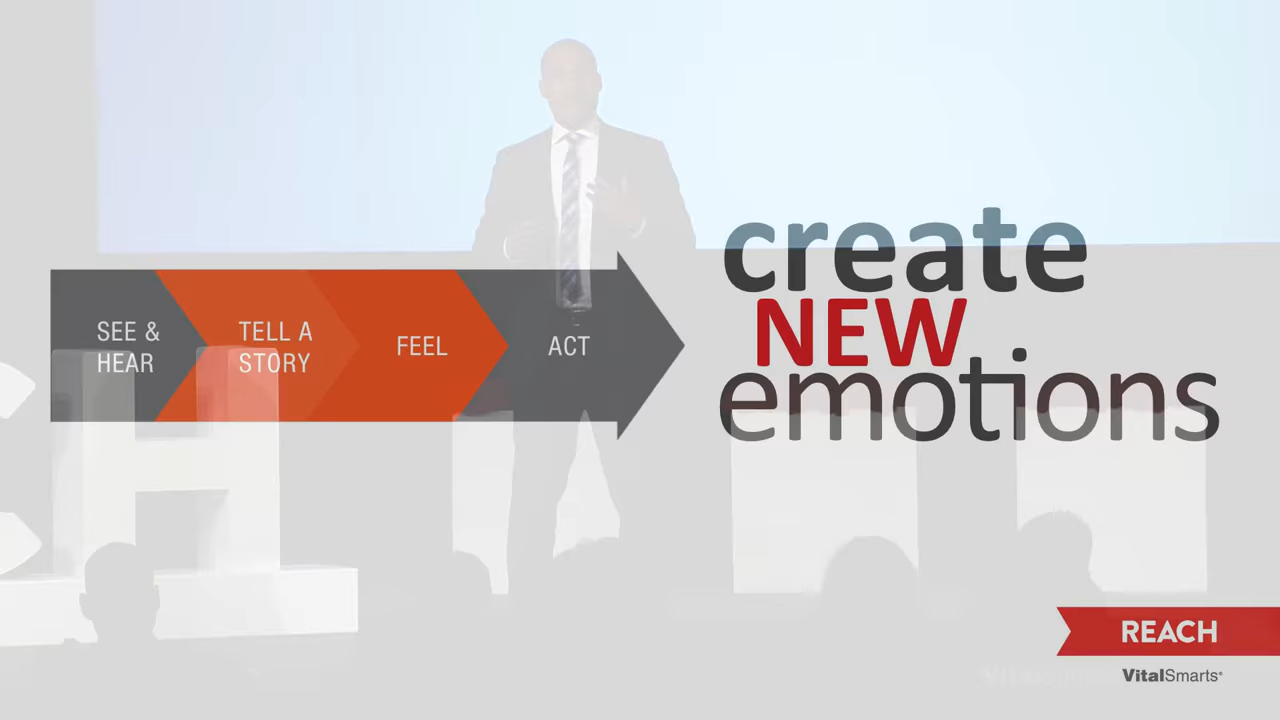 SEE &
HEAR
TELL A
STORY
FEEL
ACT
create
NEW
emotions
H
REACH
VitalSmarts